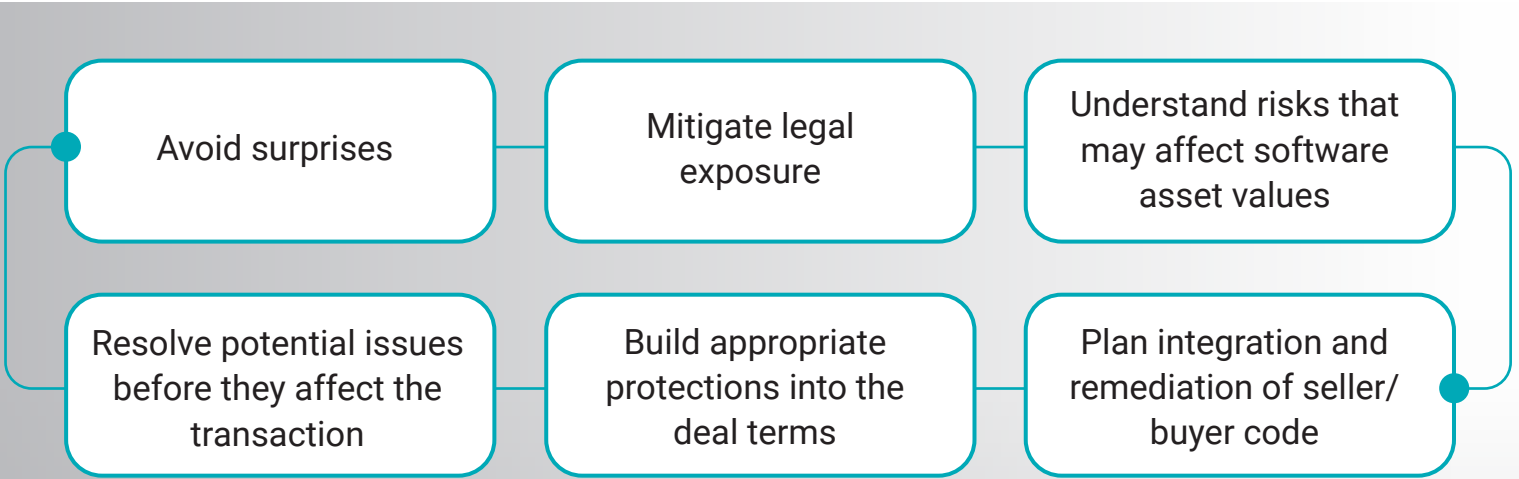 Avoid surprises
Mitigate legal
exposure
Understand risks that
may affect software
asset values
Resolve potential issues
before they affect the
transaction
Build appropriate
protections into the
deal terms
Plan integration and
remediation of seller/
buyer code